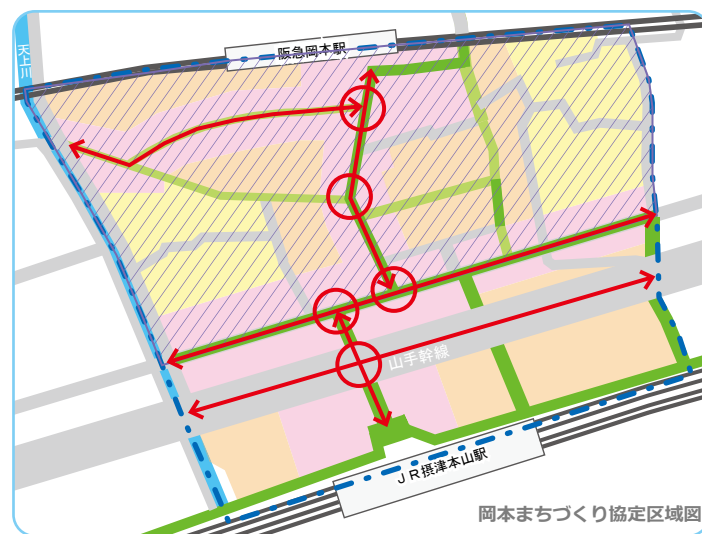 阪急岡本駅
天上川
山手幹線
ＪＲ摂津本山駅
岡本まちづくり協定区域図